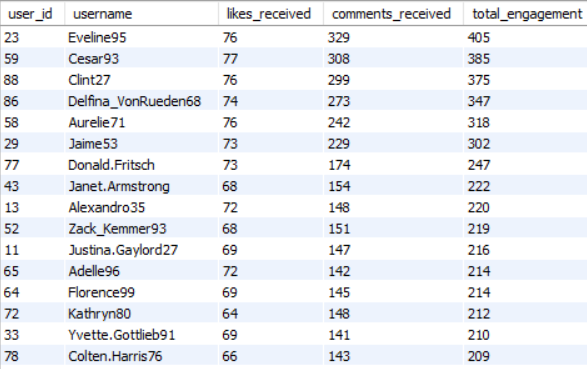 user_id username likes_received comments_received total_engagement
23 Eveline95 76 329 405
59 Cesar93 77 308 385
88 Clint27 76 299 375
86 Delfina_VonRueden68 74 273 347
58 Aurelie71 76 242 318
29 Jaime53 73 229 302
77 Donald.Fritsch 73 174 247
43 Janet.Armstrong 68 154 222
13 Alexandro35 72 148 220
52 Zack_Kemmer93 68 151 219
11 Justina.Gaylord27 69 147 216
65 Adelle96 72 142 214
64 Florence99 69 145 214
72 Kathryn80 64 148 212
33 Yvette.Gottlieb91 69 141 210
78 Colten.Harris76 66 143 209